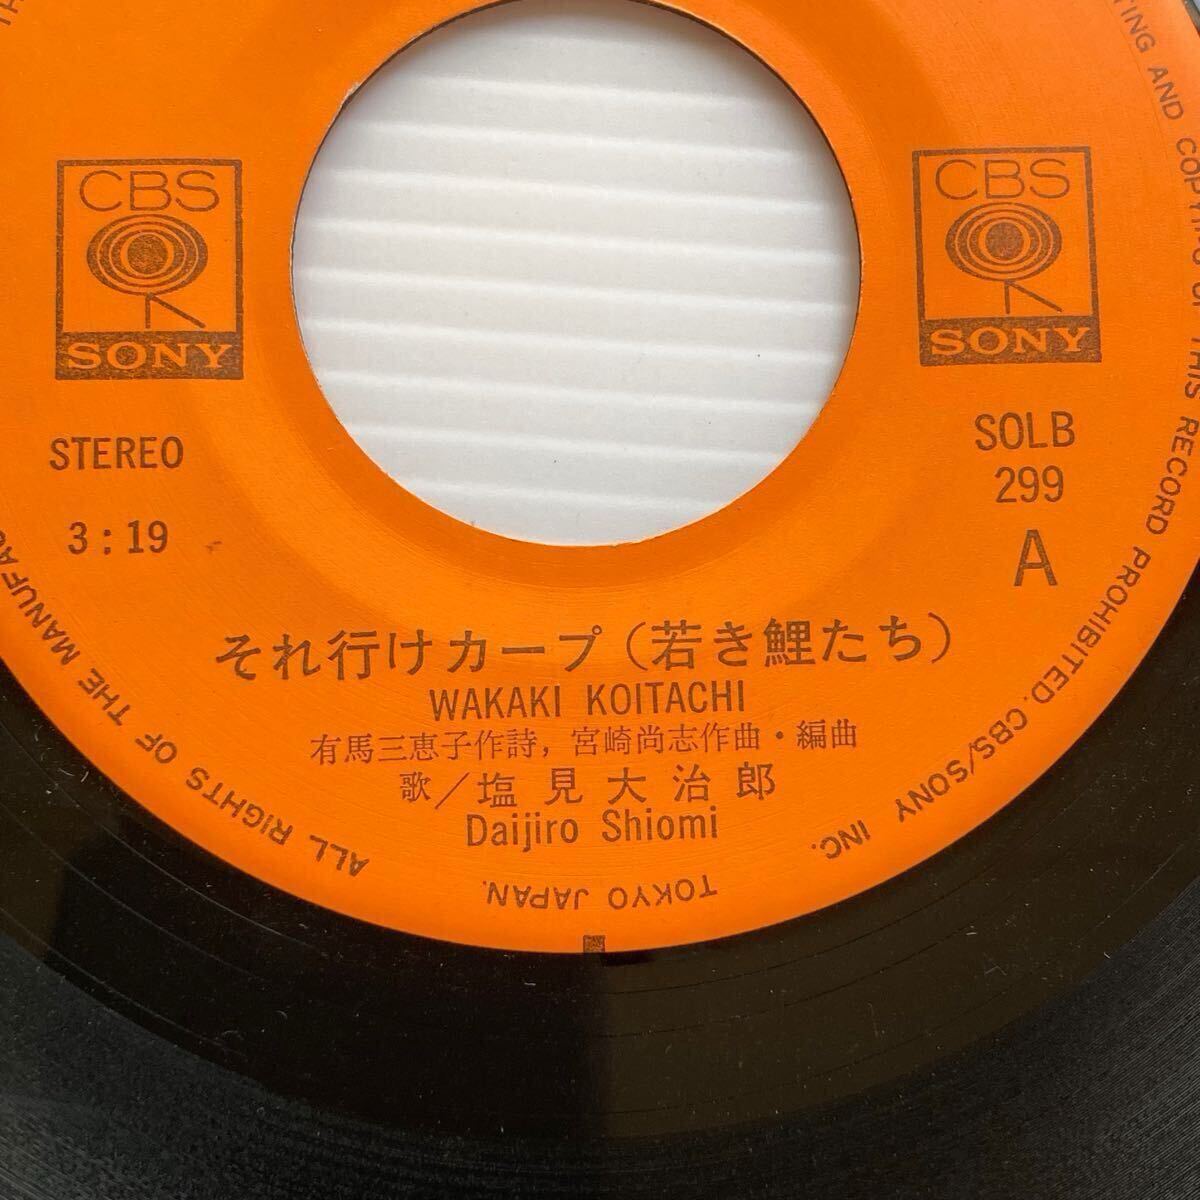 CBS
SONY
CBS
SONY
STEREO
3:19
SOLB
299
A
それ行けカープ(若き鯉たち)
WAKAKI KOITACHI
有馬三恵子作詩，宮崎尚志作曲・編曲
歌／塩見大治郎
Daijiro Shiomi
ALL RIGHTS OF THE
AND COPYING OF THIS RECORD PROHIBITED. CBS/SONY INC.
TOKYO JAPAN.